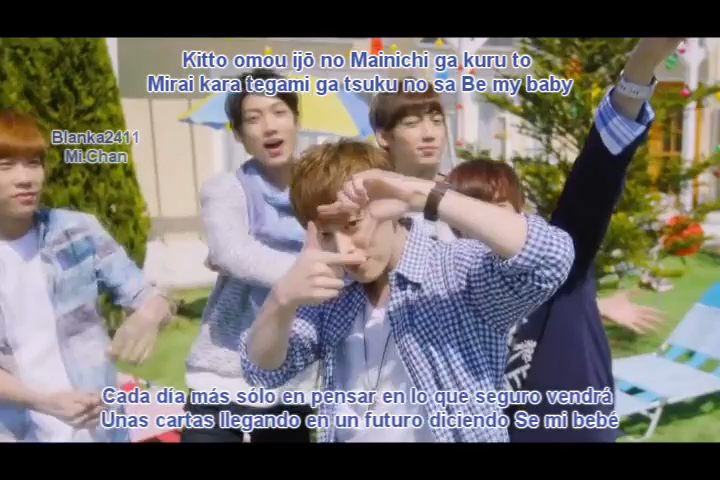 Kitto omou ijō no Mainichi ga kuru to
Mirai kara tegami ga tsuku no sa Be my baby
Blanka2411
Mi.Chan
Cada día más sólo en pensar en lo que seguro vendrá
Unas cartas llegando en un futuro diciendo Se mi bebé